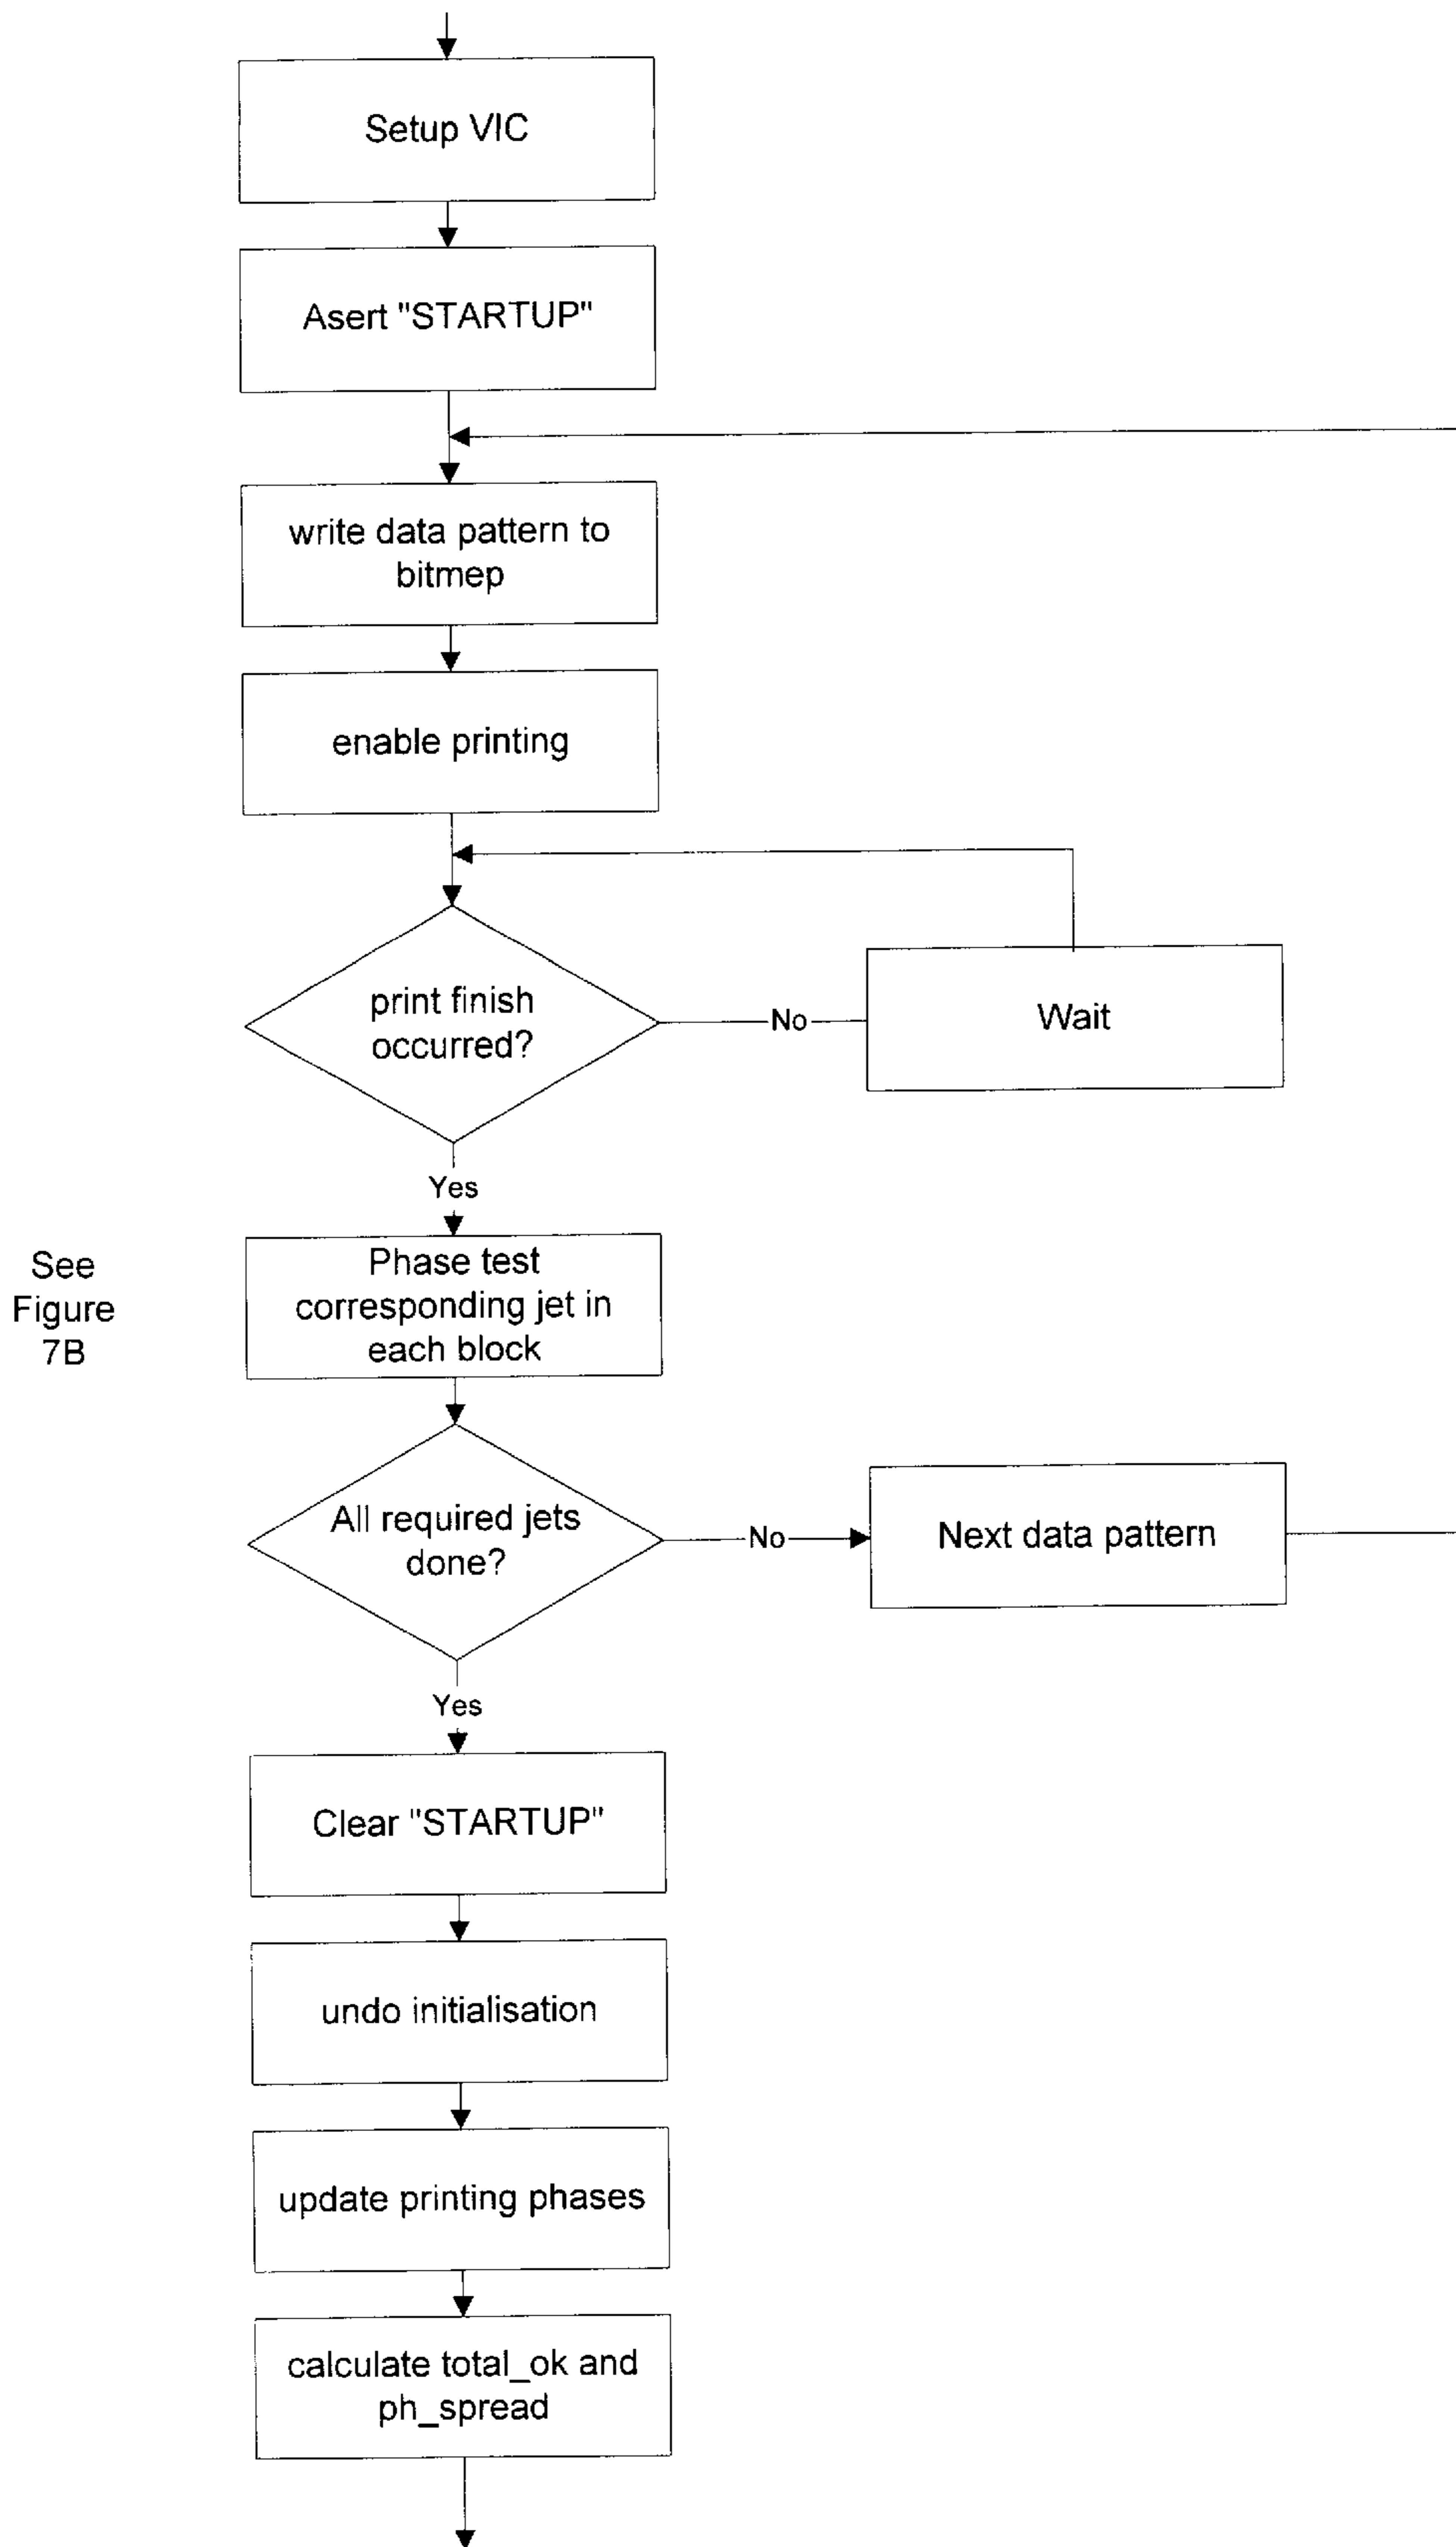 Setup VIC
Asert "STARTUP"
write data pattern to
bitmep
enable printing
print finish
occurred?
No
Wait
Yes
See
Figure
7B
Phase test
corresponding jet in
each block
All required jets
done?
No
Next data pattern
Yes
Clear "STARTUP"
undo initialisation
update printing phases
calculate total_ok and
ph_spread